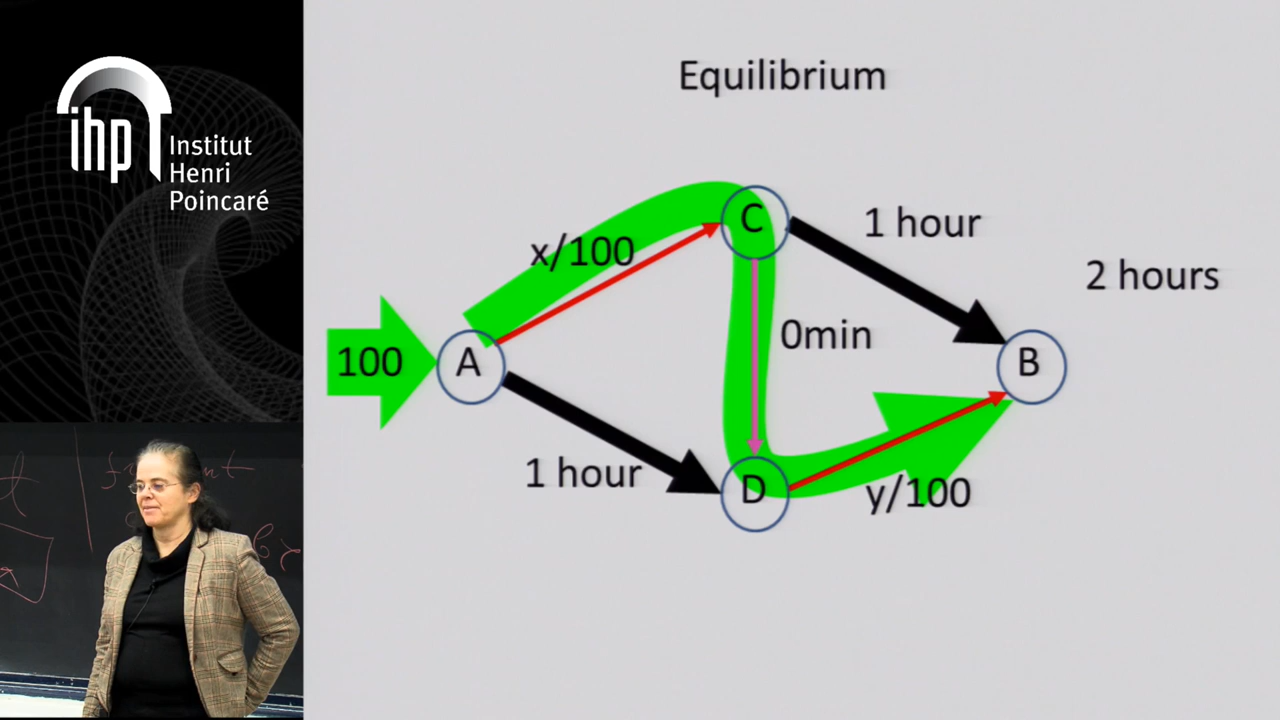 ihp
Institut
Henri
Poincaré
Equilibrium
x/100
C
1 hour
2 hours
100
A
0min
B
1 hour
D
y/100